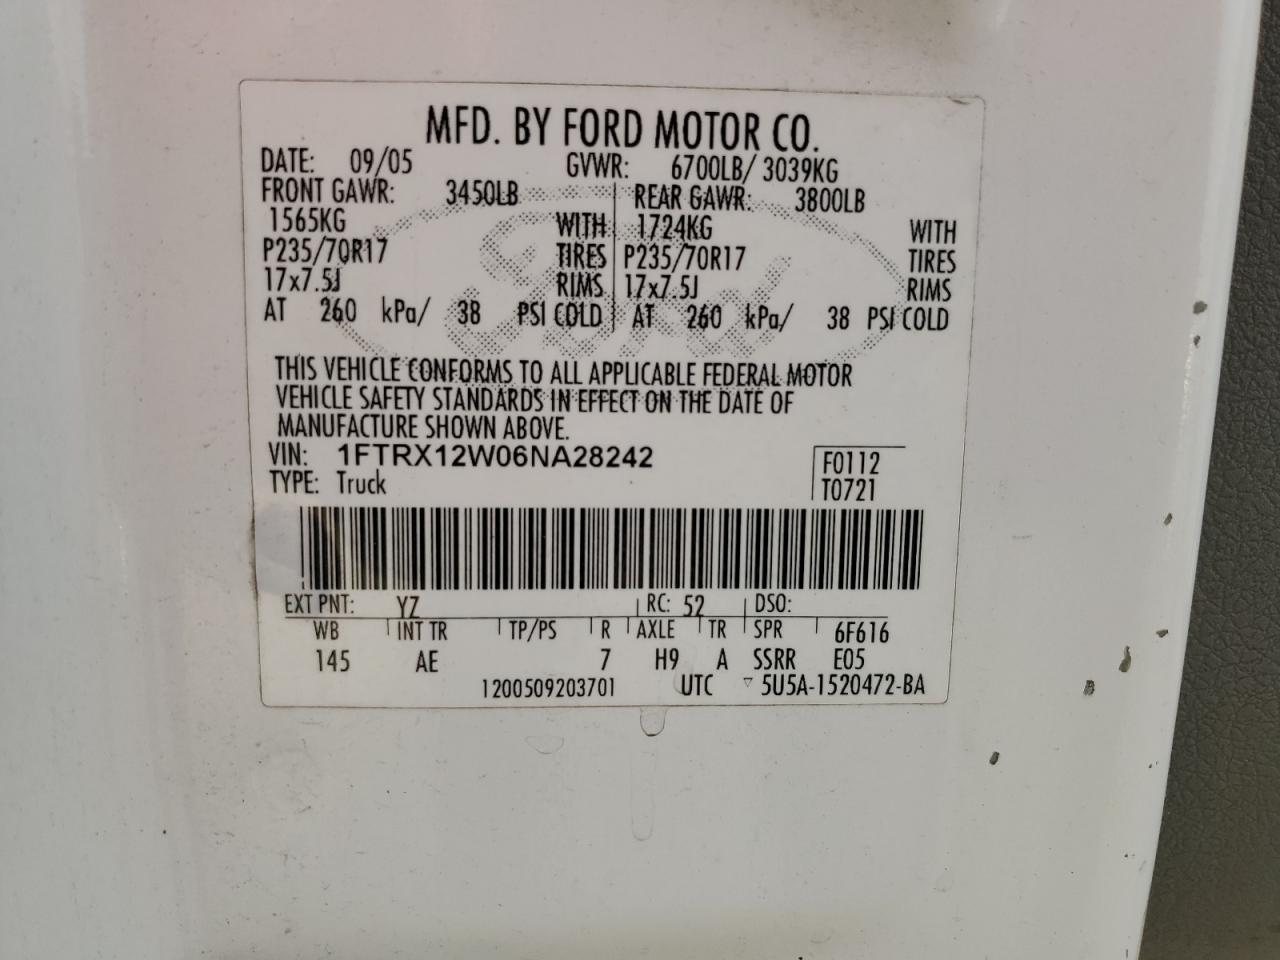 MFD. BY FORD MOTOR CO.
DATE: 09/05 GVWR: 6700LB/ 3039KG
FRONT GAWR: 3450LB REAR GAWR: 3800LB
1565KG WITH 1724KG WITH
P235/70R17 TIRES P235/70R17 TIRES
17x7.5J RIMS 17x7.5J RIMS
AT 260 kPa/ 38 PSI COLD AT 260 kPa/ 38 PSI COLD
Ford
THIS VEHICLE CONFORMS TO ALL APPLICABLE FEDERAL MOTOR
VEHICLE SAFETY STANDARDS IN EFFECT ON THE DATE OF
MANUFACTURE SHOWN ABOVE.
VIN: 1FTRX12W06NA28242 F0112
TYPE: Truck T0721
EXT PNT: YZ RC: 52 DSO:
WB INT TR TP/PS R AXLE TR SPR 6F616
145 AE 7 H9 A SSRR E05
1200509203701 UTC ▽ 5U5A-1520472-BA